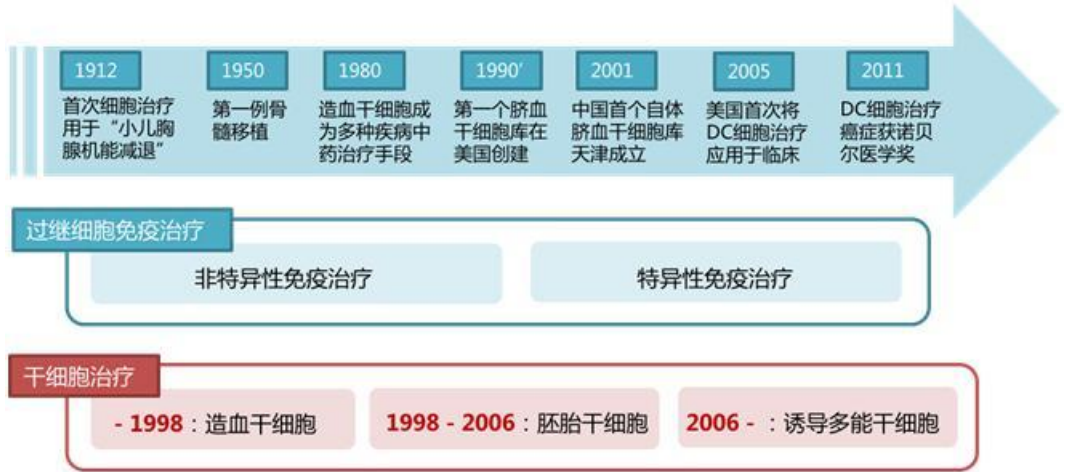 1912
首次细胞治疗
用于“小儿胸
腺机能减退”
1950
第一例骨
髓移植
1980
造血干细胞成
为多种疾病中
药治疗手段
1990’
第一个脐血
干细胞库在
美国创建
2001
中国首个自体
脐血干细胞库
天津成立
2005
美国首次将
DC细胞治疗
应用于临床
2011
DC细胞治疗
癌症获诺贝
尔医学奖
过继细胞免疫治疗
非特异性免疫治疗
特异性免疫治疗
干细胞治疗
- 1998：造血干细胞
1998 - 2006：胚胎干细胞
2006 - ：诱导多能干细胞